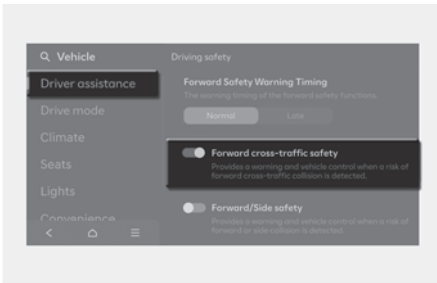 Vehicle
Driver assistance
Drive mode
Climate
Seats
Lights
Convenience
Driving safety
Forward Safety Warning Timing
The warning timing of the forward safety functions.
Normal
Late
Forward cross-traffic safety
Provides a warning and vehicle control when a risk of
forward cross-traffic collision is detected.
Forward/Side safety
Provides a warning and vehicle control when a risk of
forward or side collision is detected.